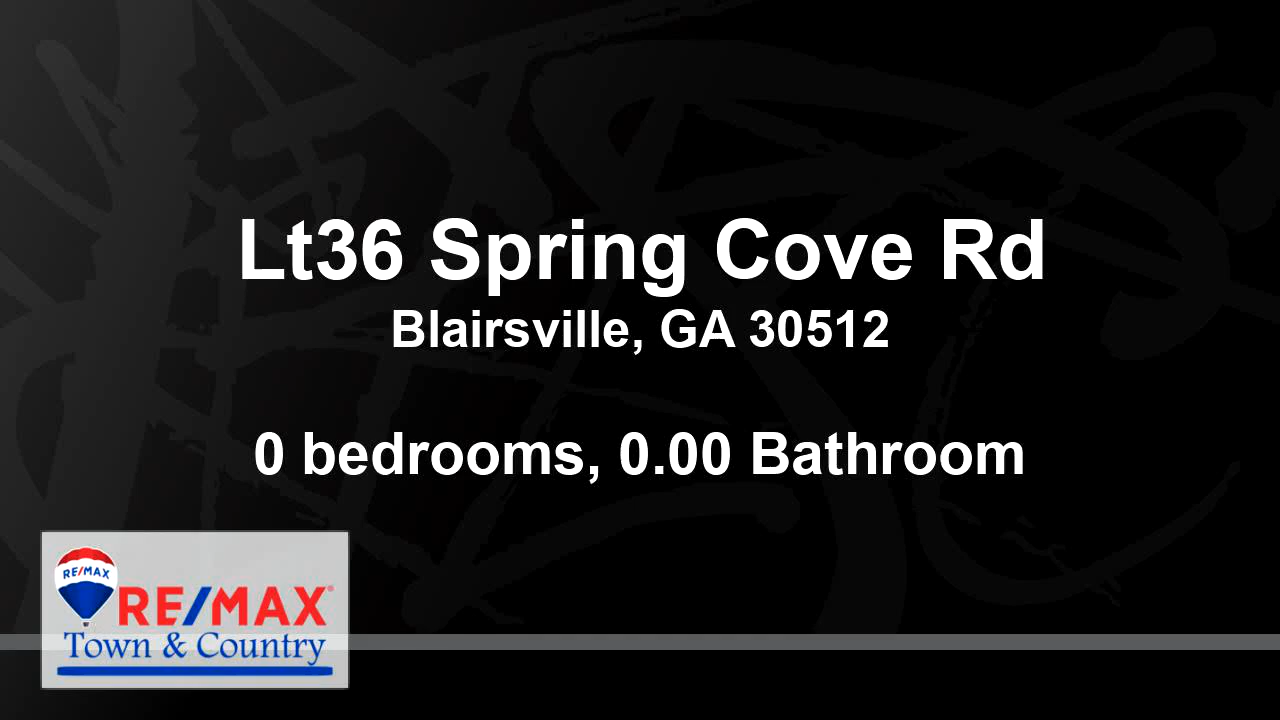 Lt36 Spring Cove Rd
Blairsville, GA 30512
0 bedrooms, 0.00 Bathroom
RE/MAX
RE/MAX®
Town & Country